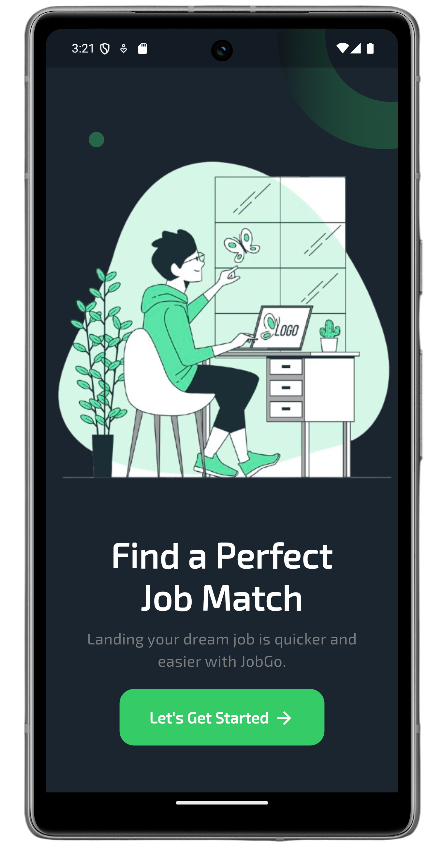 3:21
LOGO
Find a Perfect
Job Match
Landing your dream job is quicker and
easier with JobGo.
Let's Get Started →